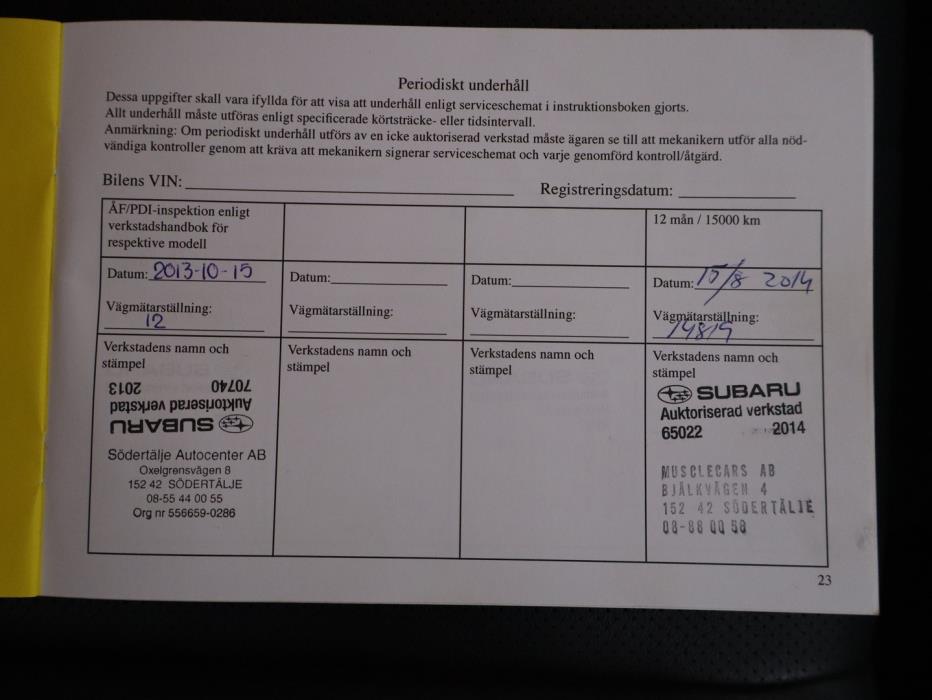 Periodiskt underhåll
Dessa uppgifter skall vara ifyllda för att visa att underhåll enligt serviceschemat i instruktionsboken gjorts.
Allt underhåll måste utföras enligt specificerade körtsträcke- eller tidsintervall.
Anmärkning: Om periodiskt underhåll utförs av en icke auktoriserad verkstad måste ägaren se till att mekanikern utför alla nöd-
vändiga kontroller genom att kräva att mekanikern signerar serviceschemat och varje genomförd kontroll/åtgärd.
Bilens VIN:
Registreringsdatum:
ÅF/PDI-inspektion enligt
verkstadshandbok för
respektive modell
Datum: 2013-10-15
Vägmätarställning:
12
Verkstadens namn och
stämpel
SUBARU
Auktoriserad verkstad
70740 2013
Södertälje Autocenter AB
Oxelgrensvägen 8
152 42 SÖDERTÄLJE
08-55 44 00 55
Org nr 556659-0286
Datum:
Vägmätarställning:
Verkstadens namn och
stämpel
Datum:
Vägmätarställning:
Verkstadens namn och
stämpel
12 mån / 15000 km
Datum: 15/8 2014
Vägmätarställning:
14819
Verkstadens namn och
stämpel
SUBARU
Auktoriserad verkstad
65022 2014
MUSCLECARS AB
BJÄLKVÄGEN 4
152 42 SÖDERTÄLJE
08-88 00 58
23